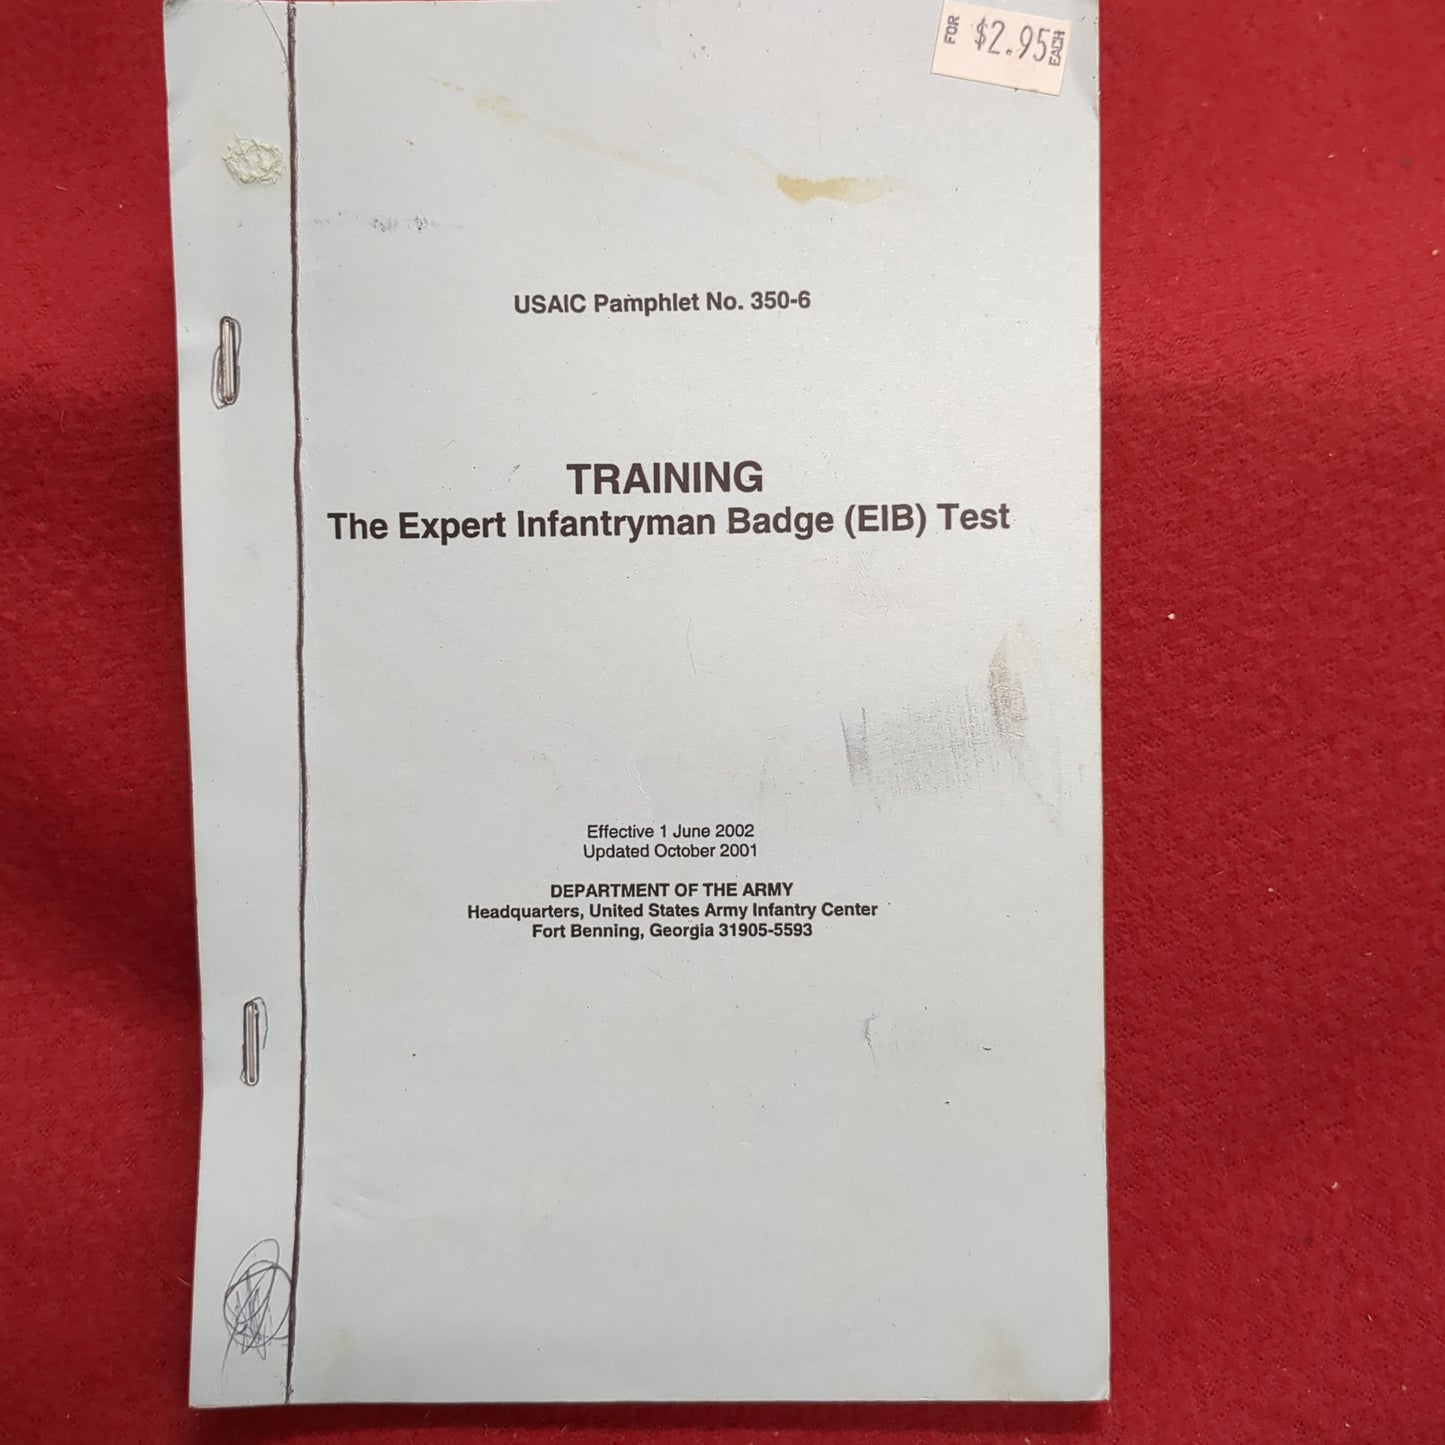 FOR $2.95 EACH
USAIC Pamphlet No. 350-6
TRAINING
The Expert Infantryman Badge (EIB) Test
Effective 1 June 2002
Updated October 2001
DEPARTMENT OF THE ARMY
Headquarters, United States Army Infantry Center
Fort Benning, Georgia 31905-5593